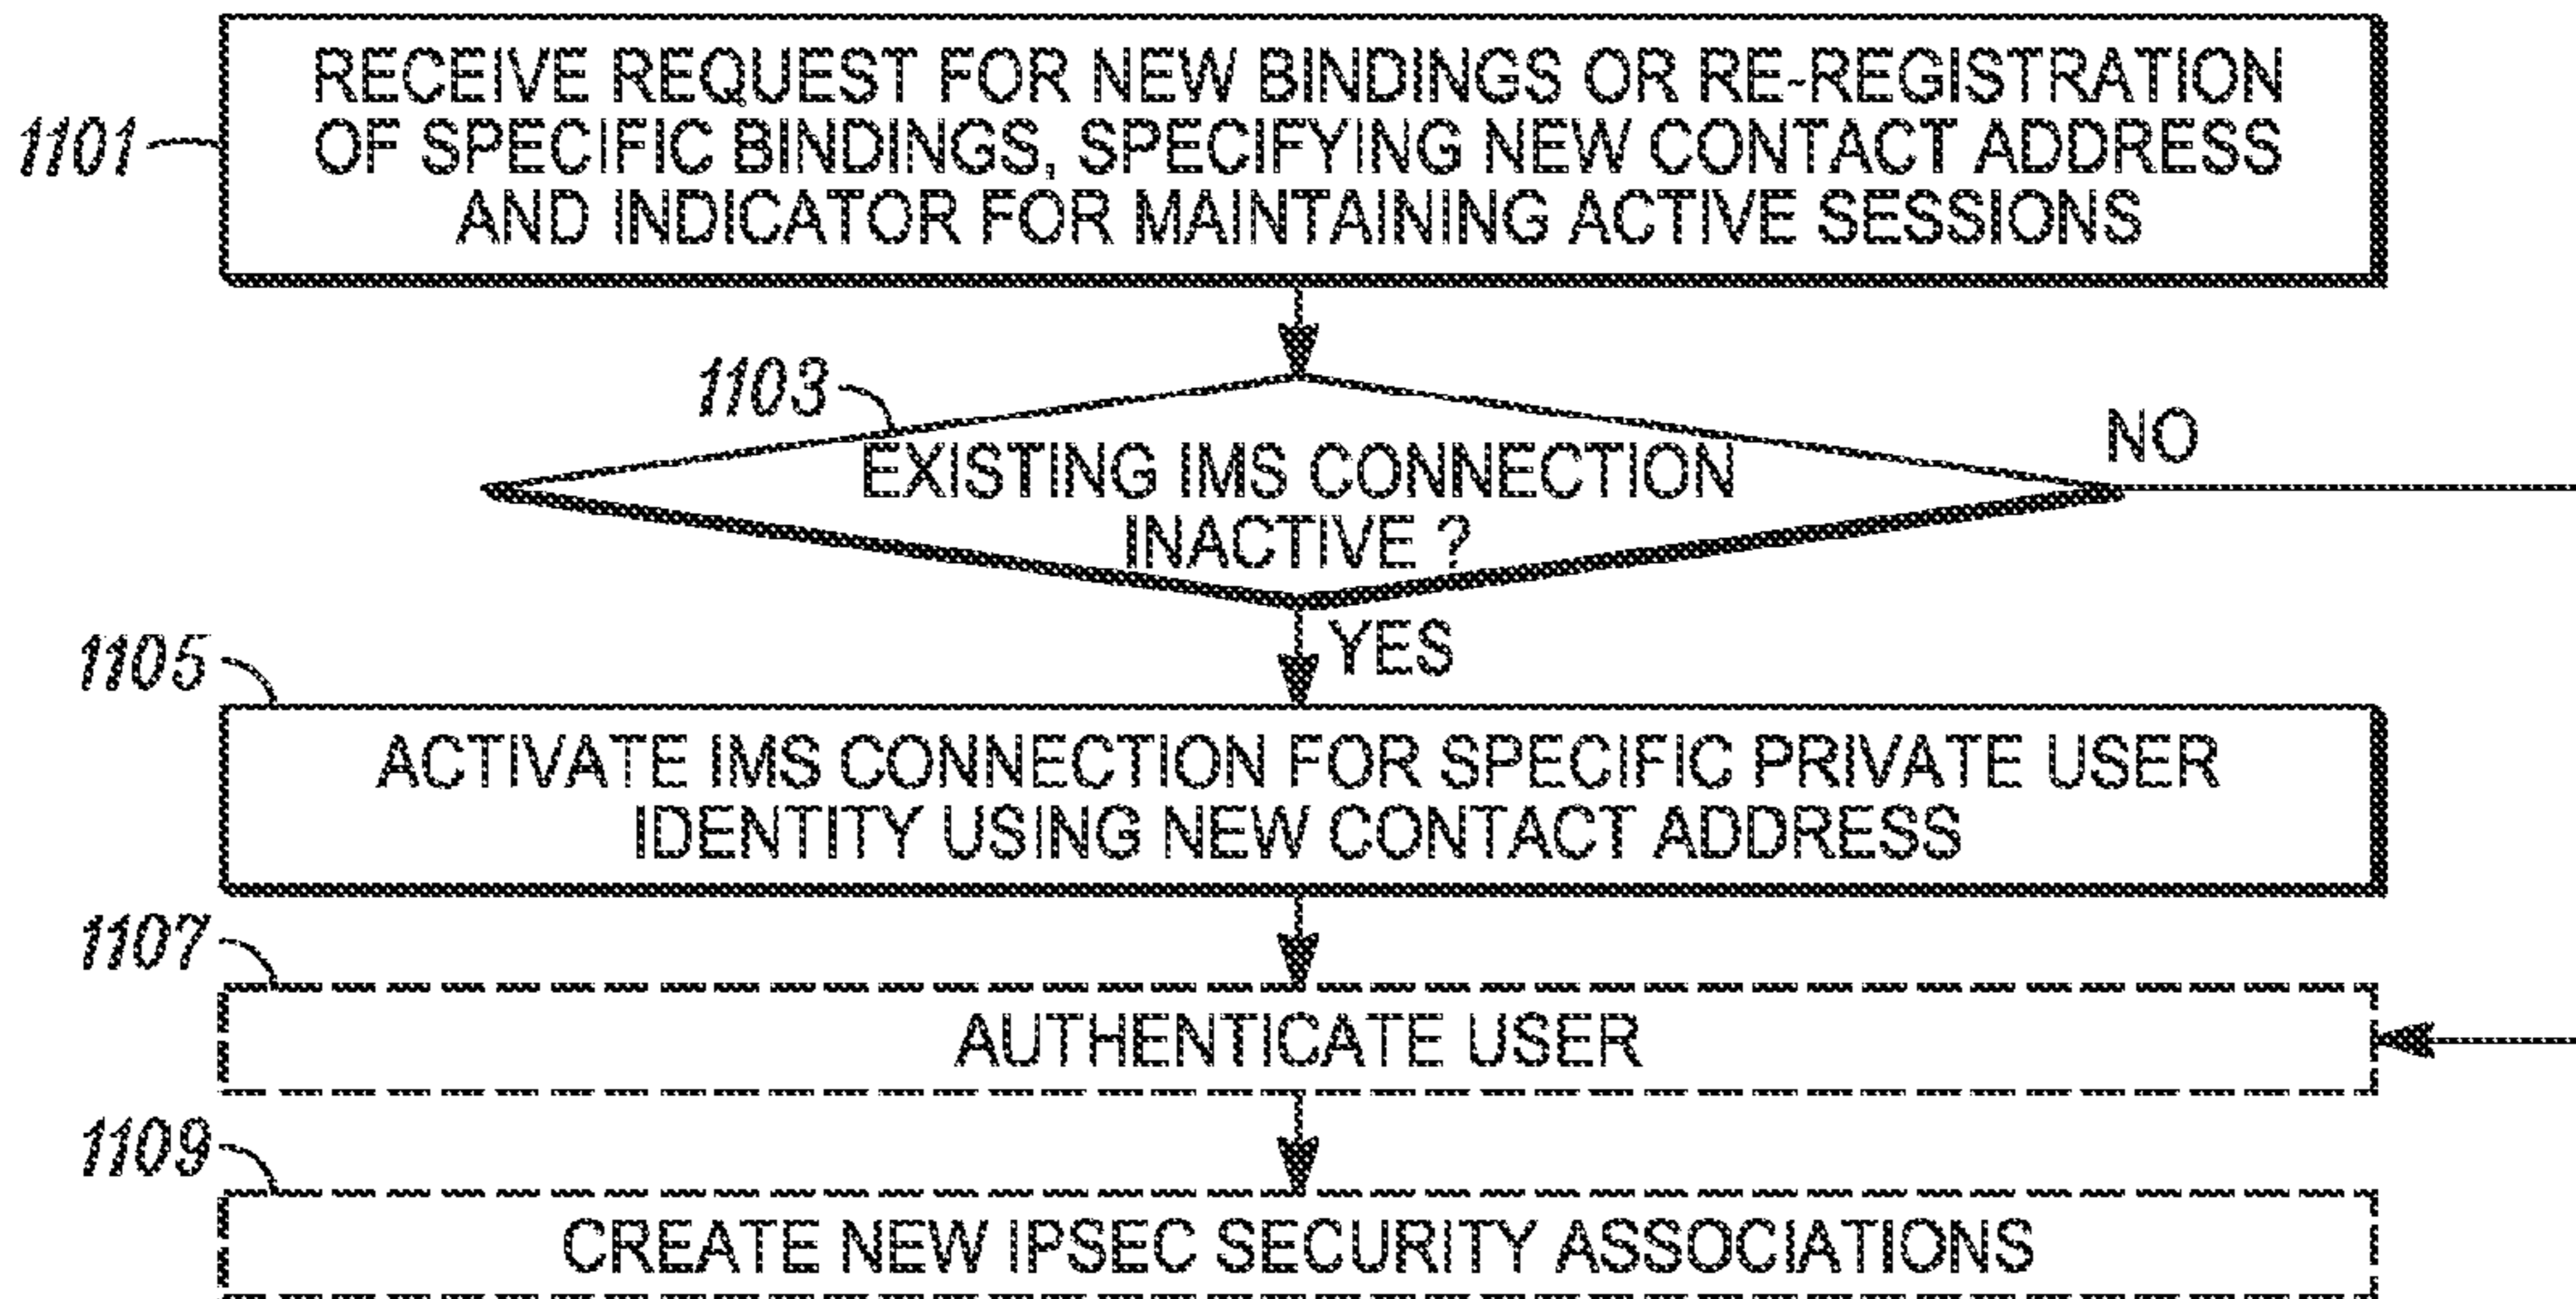 RECEIVE REQUEST FOR NEW BINDINGS OR RE-REGISTRATION
1101
OF SPECIFIC BINDINGS, SPECIFYING NEW CONTACT ADDRESS
AND INDICATOR FOR MAINTAINING ACTIVE SESSIONS
1103
NO
EXISTING IMS CONNECTION
INACTIVE ?
YES
1105
ACTIVATE IMS CONNECTION FOR SPECIFIC PRIVATE USER
IDENTITY USING NEW CONTACT ADDRESS
1107
AUTHENTICATE USER
1109
CREATE NEW IPSEC SECURITY ASSOCIATIONS